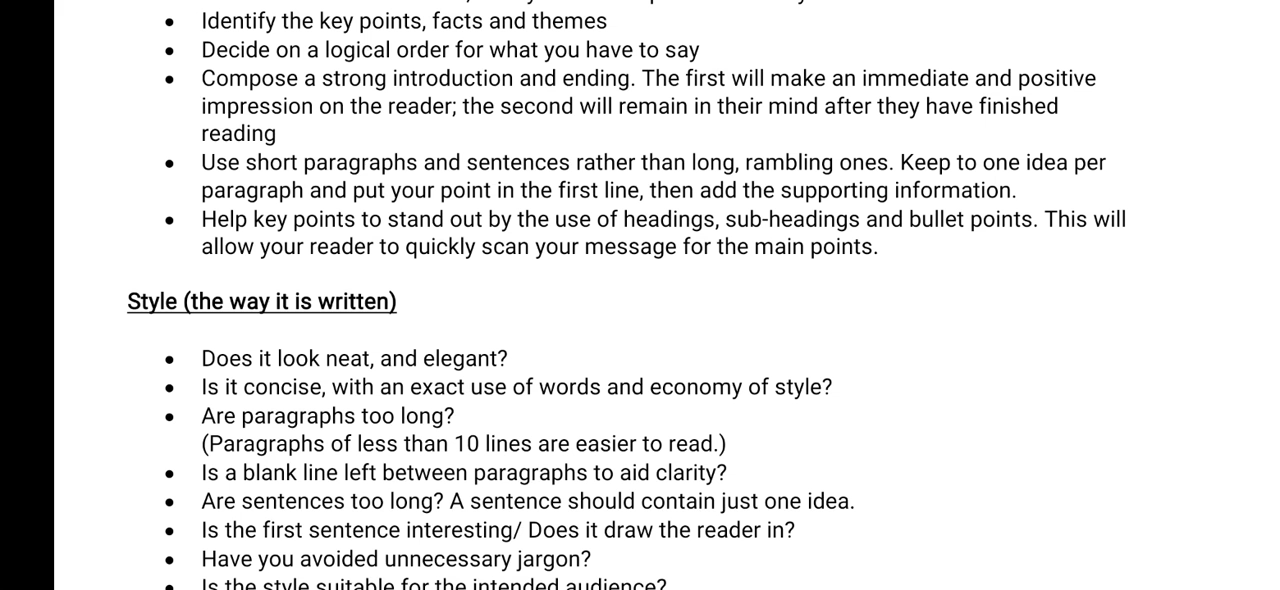 • Identify the key points, facts and themes
• Decide on a logical order for what you have to say
• Compose a strong introduction and ending. The first will make an immediate and positive
impression on the reader; the second will remain in their mind after they have finished
reading
• Use short paragraphs and sentences rather than long, rambling ones. Keep to one idea per
paragraph and put your point in the first line, then add the supporting information.
• Help key points to stand out by the use of headings, sub-headings and bullet points. This will
allow your reader to quickly scan your message for the main points.
Style (the way it is written)
• Does it look neat, and elegant?
• Is it concise, with an exact use of words and economy of style?
• Are paragraphs too long?
(Paragraphs of less than 10 lines are easier to read.)
• Is a blank line left between paragraphs to aid clarity?
• Are sentences too long? A sentence should contain just one idea.
• Is the first sentence interesting/ Does it draw the reader in?
• Have you avoided unnecessary jargon?
• Is the style suitable for the intended audience?